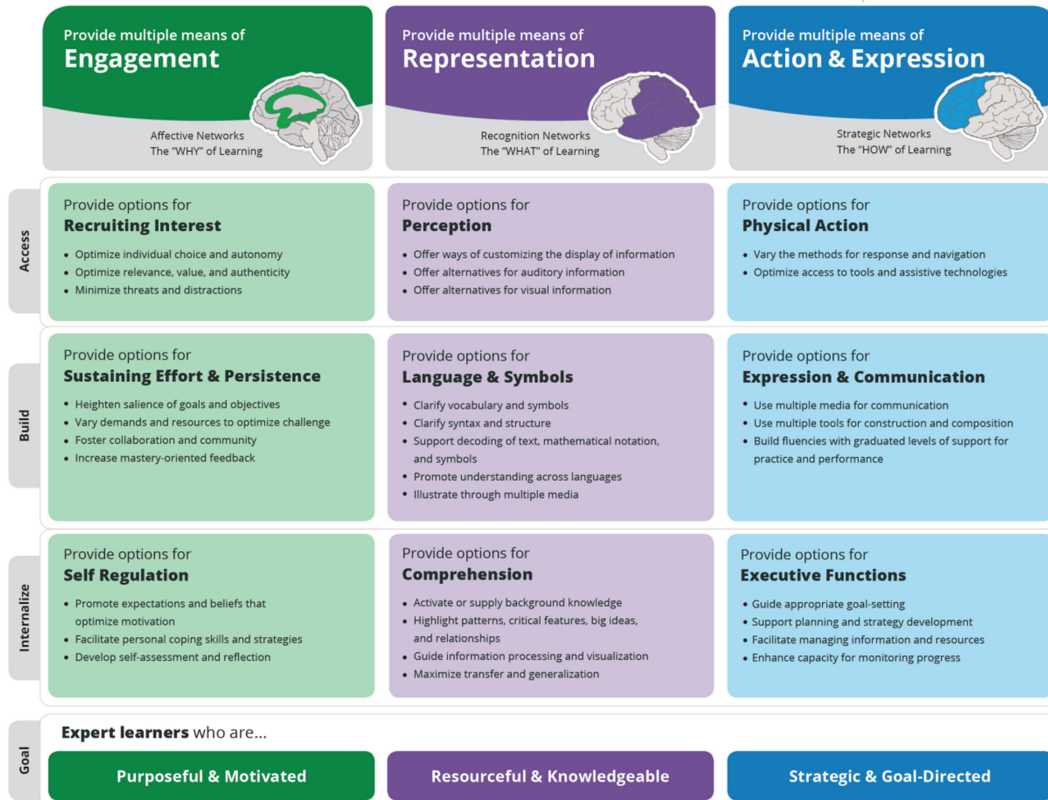 Provide multiple means of
Engagement
Affective Networks
The "WHY" of Learning
Provide multiple means of
Representation
Recognition Networks
The "WHAT" of Learning
Provide multiple means of
Action & Expression
Strategic Networks
The "HOW" of Learning
Access
Provide options for
Recruiting Interest
• Optimize individual choice and autonomy
• Optimize relevance, value, and authenticity
• Minimize threats and distractions
Provide options for
Perception
• Offer ways of customizing the display of information
• Offer alternatives for auditory information
• Offer alternatives for visual information
Provide options for
Physical Action
• Vary the methods for response and navigation
• Optimize access to tools and assistive technologies
Build
Provide options for
Sustaining Effort & Persistence
• Heighten salience of goals and objectives
• Vary demands and resources to optimize challenge
• Foster collaboration and community
• Increase mastery-oriented feedback
Provide options for
Language & Symbols
• Clarify vocabulary and symbols
• Clarify syntax and structure
• Support decoding of text, mathematical notation,
and symbols
• Promote understanding across languages
• Illustrate through multiple media
Provide options for
Expression & Communication
• Use multiple media for communication
• Use multiple tools for construction and composition
• Build fluencies with graduated levels of support for
practice and performance
Internalize
Provide options for
Self Regulation
• Promote expectations and beliefs that
optimize motivation
• Facilitate personal coping skills and strategies
• Develop self-assessment and reflection
Provide options for
Comprehension
• Activate or supply background knowledge
• Highlight patterns, critical features, big ideas,
and relationships
• Guide information processing and visualization
• Maximize transfer and generalization
Provide options for
Executive Functions
• Guide appropriate goal-setting
• Support planning and strategy development
• Facilitate managing information and resources
• Enhance capacity for monitoring progress
Goal
Expert learners who are...
Purposeful & Motivated
Resourceful & Knowledgeable
Strategic & Goal-Directed